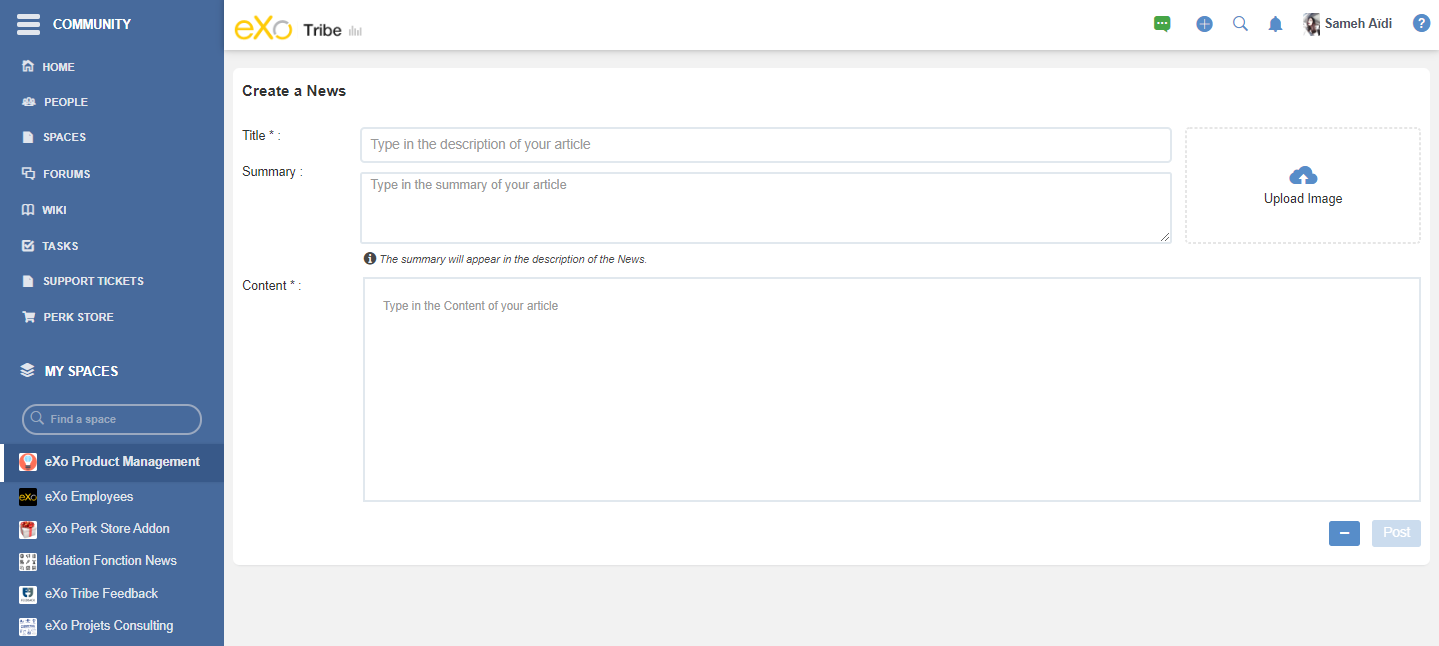 COMMUNITY
HOME
PEOPLE
SPACES
FORUMS
WIKI
TASKS
SUPPORT TICKETS
PERK STORE
MY SPACES
Find a space
eXo Product Management
eXo
eXo Employees
eXo Perk Store Addon
Idéation Fonction News
eXo Tribe Feedback
eXo Projets Consulting
eXo Tribe
Sameh Aïdi
?
Create a News
Title * :
Type in the description of your article
Summary :
Type in the summary of your article
Upload Image
The summary will appear in the description of the News.
Content * :
Type in the Content of your article
Post